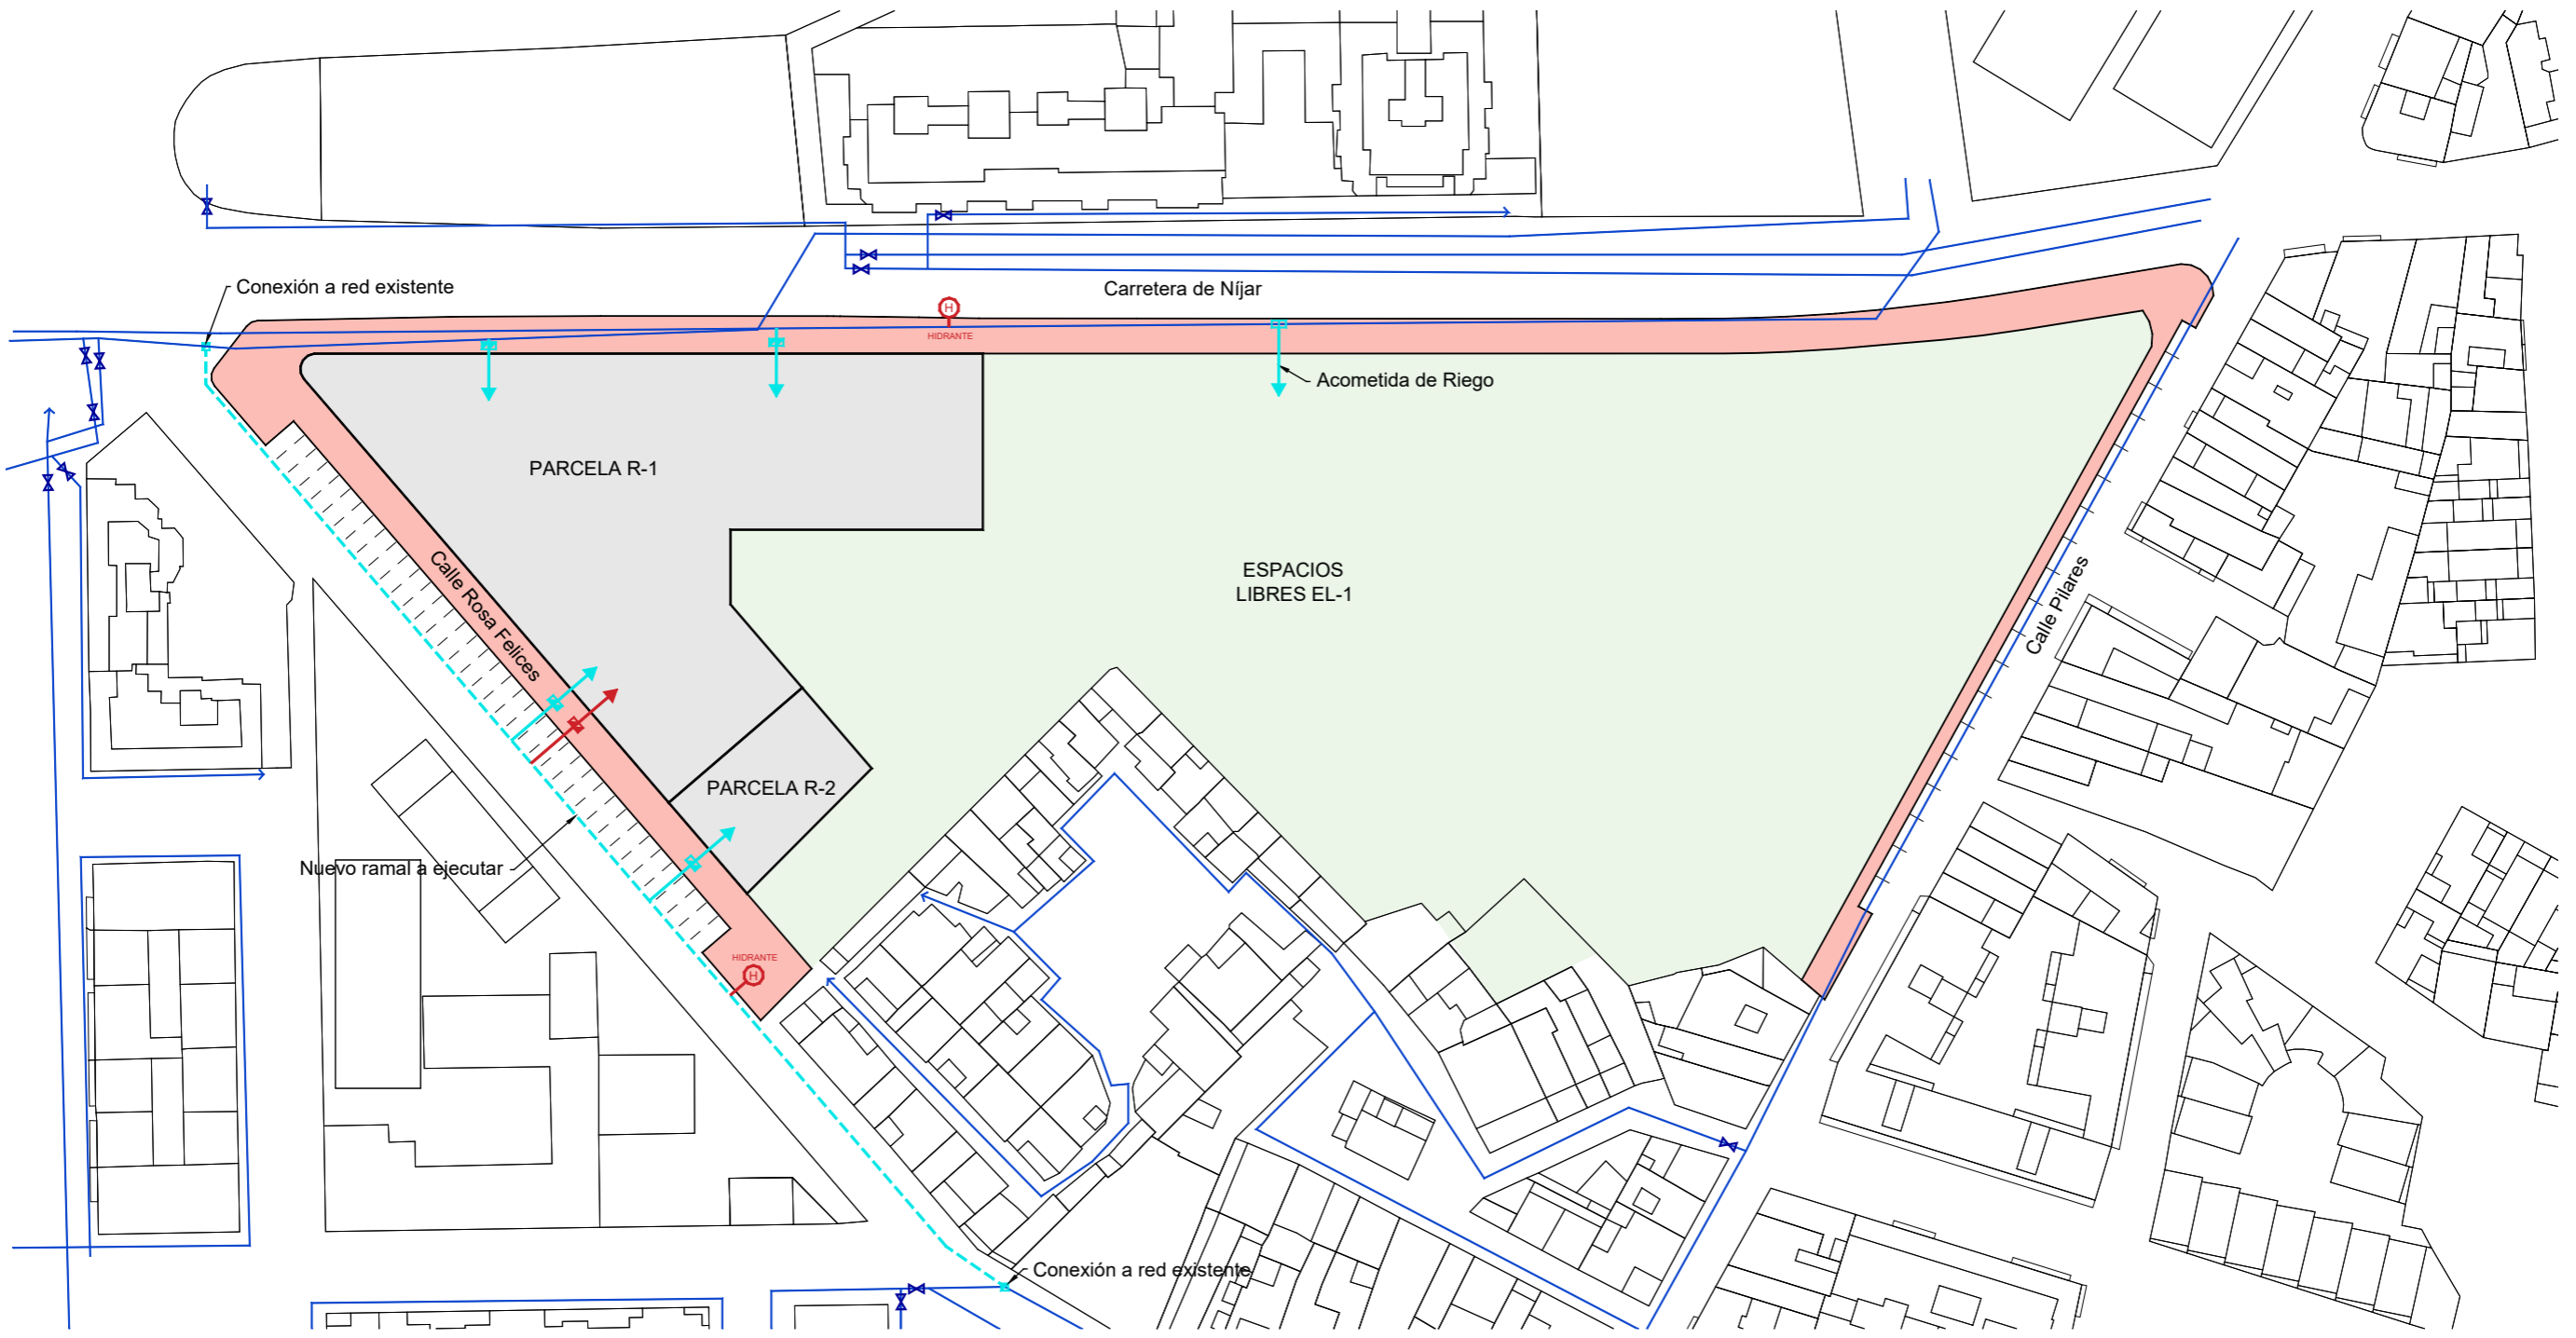 Conexión a red existente
Carretera de Níjar
H
HIDRANTE
Acometida de Riego
PARCELA R-1
Calle Rosa Felices
ESPACIOS
LIBRES EL-1
Calle Pilares
PARCELA R-2
Nuevo ramal a ejecutar
HIDRANTE
H
Conexión a red existente